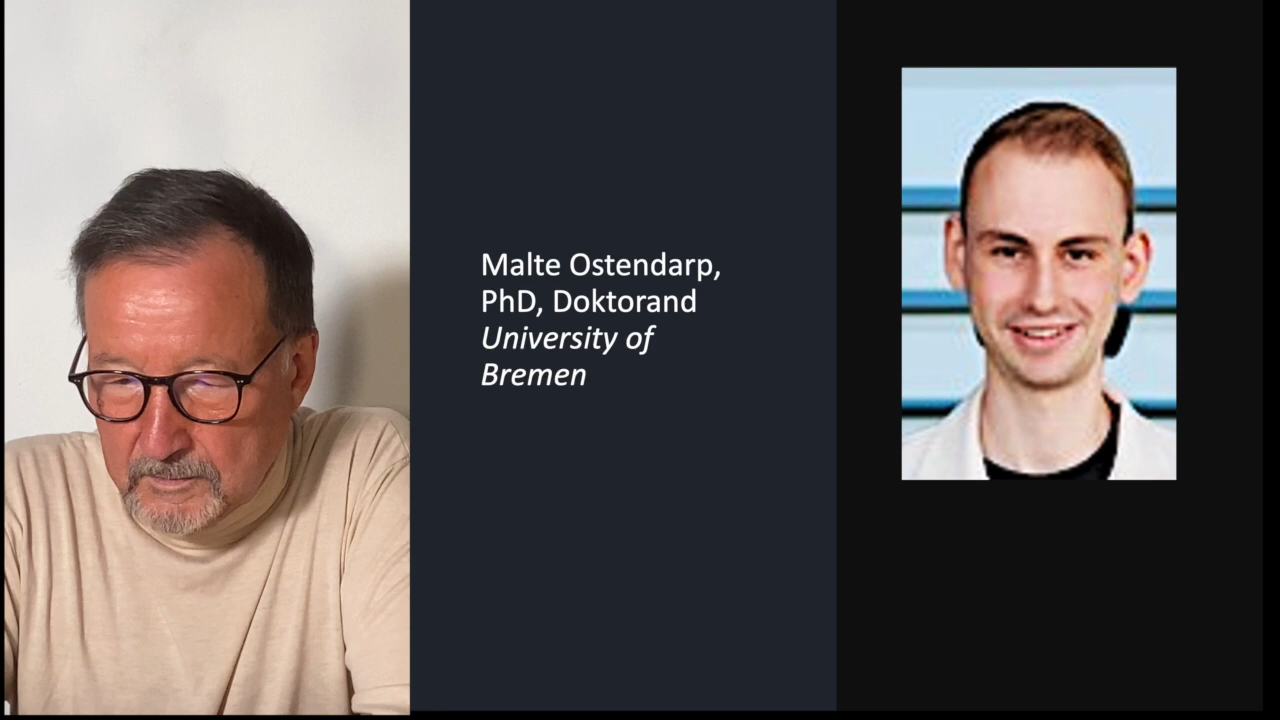 Malte Ostendarp,
PhD, Doktorand
University of
Bremen